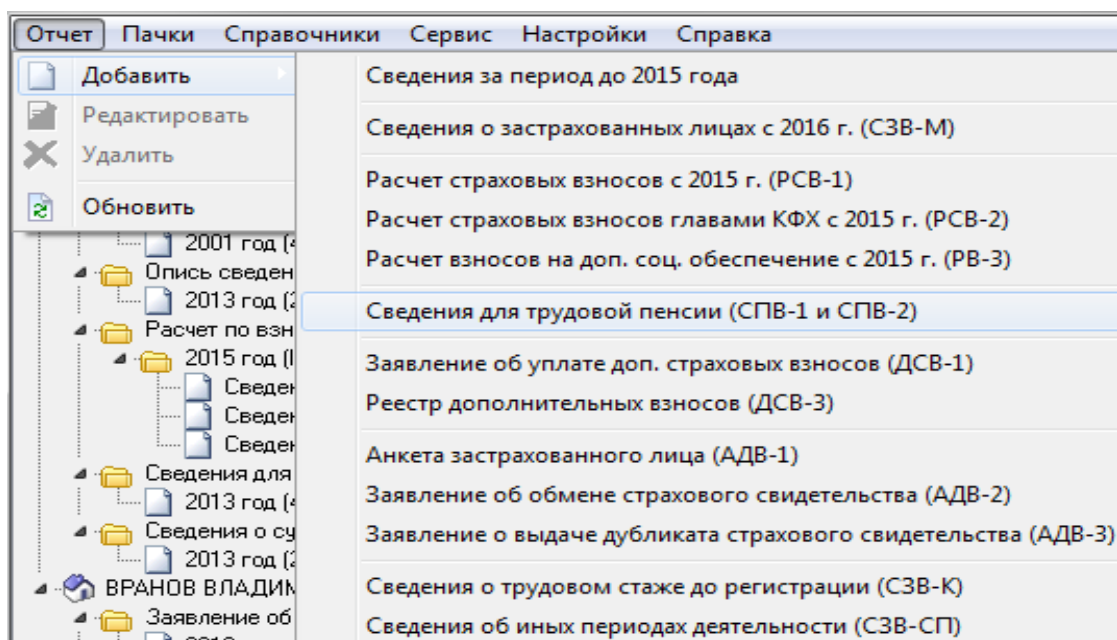 Отчет Пачки Справочники Сервис Настройки Справка
Добавить
Редактировать
Удалить
Обновить
Сведения за период до 2015 года
Сведения о застрахованных лицах с 2016 г. (СЗВ-М)
Расчет страховых взносов с 2015 г. (РСВ-1)
Расчет страховых взносов главами КФХ с 2015 г. (РСВ-2)
Расчет взносов на доп. соц. обеспечение с 2015 г. (РВ-3)
Сведения для трудовой пенсии (СПВ-1 и СПВ-2)
Заявление об уплате доп. страховых взносов (ДСВ-1)
Реестр дополнительных взносов (ДСВ-3)
Анкета застрахованного лица (АДВ-1)
Заявление об обмене страхового свидетельства (АДВ-2)
Заявление о выдаче дубликата страхового свидетельства (АДВ-3)
Сведения о трудовом стаже до регистрации (СЗВ-К)
Сведения об иных периодах деятельности (СЗВ-СП)
2001 год (4
Опись сведен
2013 год (2
Расчет по взн
2015 год (I
Сведен
Сведен
Сведен
Сведения для
2013 год (4
Сведения о су
2013 год (2
ВРАНОВ ВЛАДИМ
Заявление об